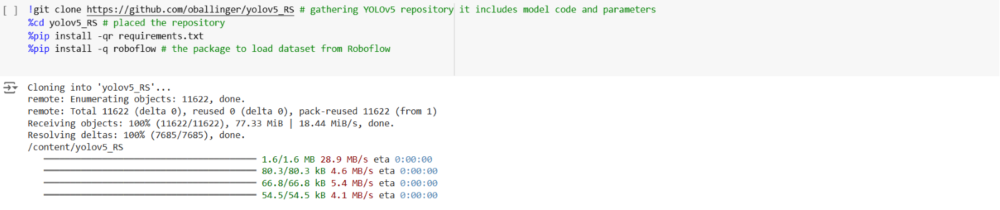 [ ] !git clone https://github.com/oballinger/yolov5_RS # gathering YOLOv5 repository it includes model code and parameters
%cd yolov5_RS # placed the repository
%pip install -qr requirements.txt
%pip install -q roboflow # the package to load dataset from Roboflow
Cloning into 'yolov5_RS'...
remote: Enumerating objects: 11622, done.
remote: Total 11622 (delta 0), reused 0 (delta 0), pack-reused 11622 (from 1)
Receiving objects: 100% (11622/11622), 77.33 MiB | 18.44 MiB/s, done.
Resolving deltas: 100% (7685/7685), done.
/content/yolov5_RS
1.6/1.6 MB 28.9 MB/s eta 0:00:00
80.3/80.3 kB 4.6 MB/s eta 0:00:00
66.8/66.8 kB 5.4 MB/s eta 0:00:00
54.5/54.5 kB 4.1 MB/s eta 0:00:00